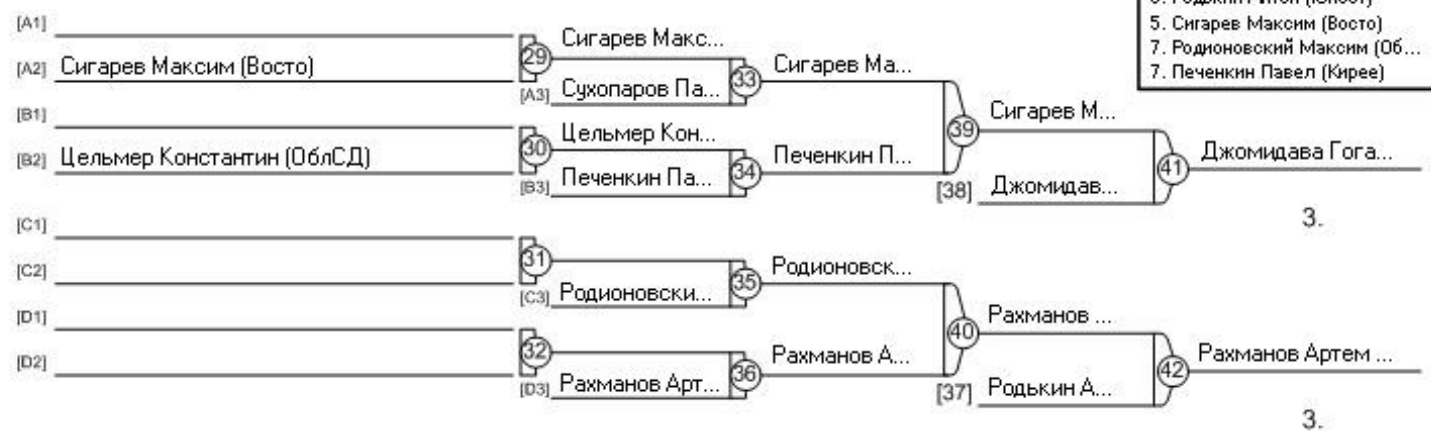 5. Сигарев Максим (Восто)
7. Родионовский Максим (Об...
7. Печенкин Павел (Кирее)
[A1]
[A2] Сигарев Максим (Восто)
29
Сигарев Макс...
[A3] Сухопаров Па...
33
Сигарев Ма...
[B1]
[B2] Цельмер Константин (ОблСД)
30
Цельмер Кон...
[B3] Печенкин Па...
34
Печенкин П...
39
Сигарев М...
[38] Джомидав...
41
Джомидава Гога...
3.
[C1]
[C2]
31
[C3] Родионовски...
35
Родионовск...
[D1]
[D2]
32
[D3] Рахманов Арт...
36
Рахманов А...
40
Рахманов ...
[37] Родькин А...
42
Рахманов Артем ...
3.